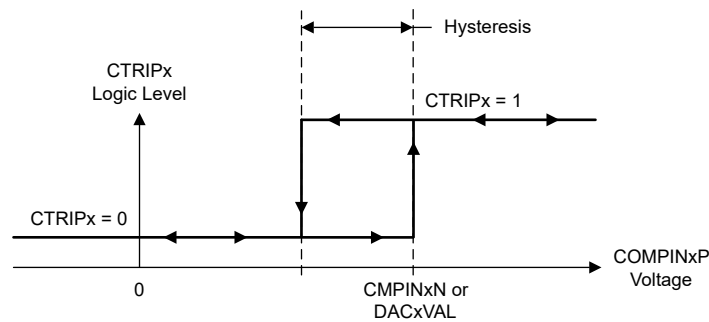 Hysteresis
CTRIPx
Logic Level
CTRIPx = 1
CTRIPx = 0
COMPINxP
Voltage
0
CMPINxN or
DACxVAL